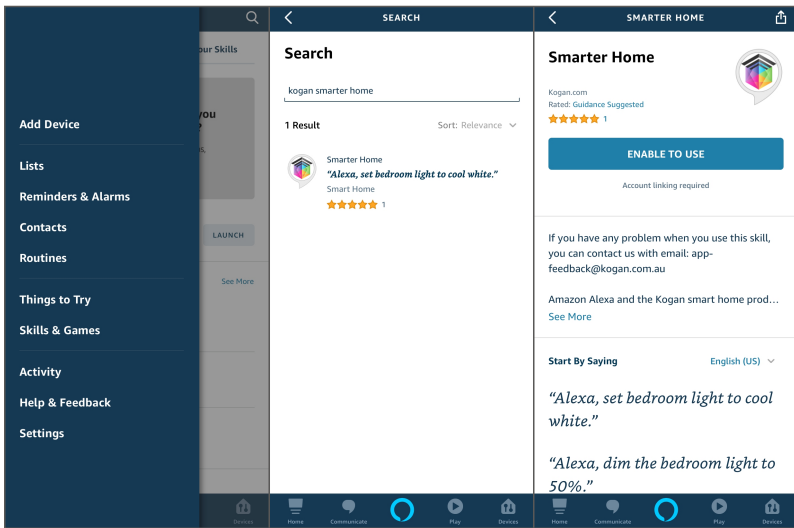 our Skills
you
?
LAUNCH
See More
Devices
Add Device
Lists
Reminders & Alarms
Contacts
Routines
Things to Try
Skills & Games
Activity
Help & Feedback
Settings
SEARCH
Search
kogan smarter home
1 Result
Sort: Relevance
Smarter Home
“Alexa, set bedroom light to cool white.”
Smart Home
1
Home Communicate Play Devices
SMARTER HOME
Smarter Home
Kogan.com
Rated: Guidance Suggested
1
ENABLE TO USE
Account linking required
If you have any problem when you use this skill,
you can contact us with email: app-
feedback@kogan.com.au
Amazon Alexa and the Kogan smart home prod...
See More
Start By Saying English (US)
“Alexa, set bedroom light to cool
white.”
“Alexa, dim the bedroom light to
50%.”
Home Communicate Play Devices